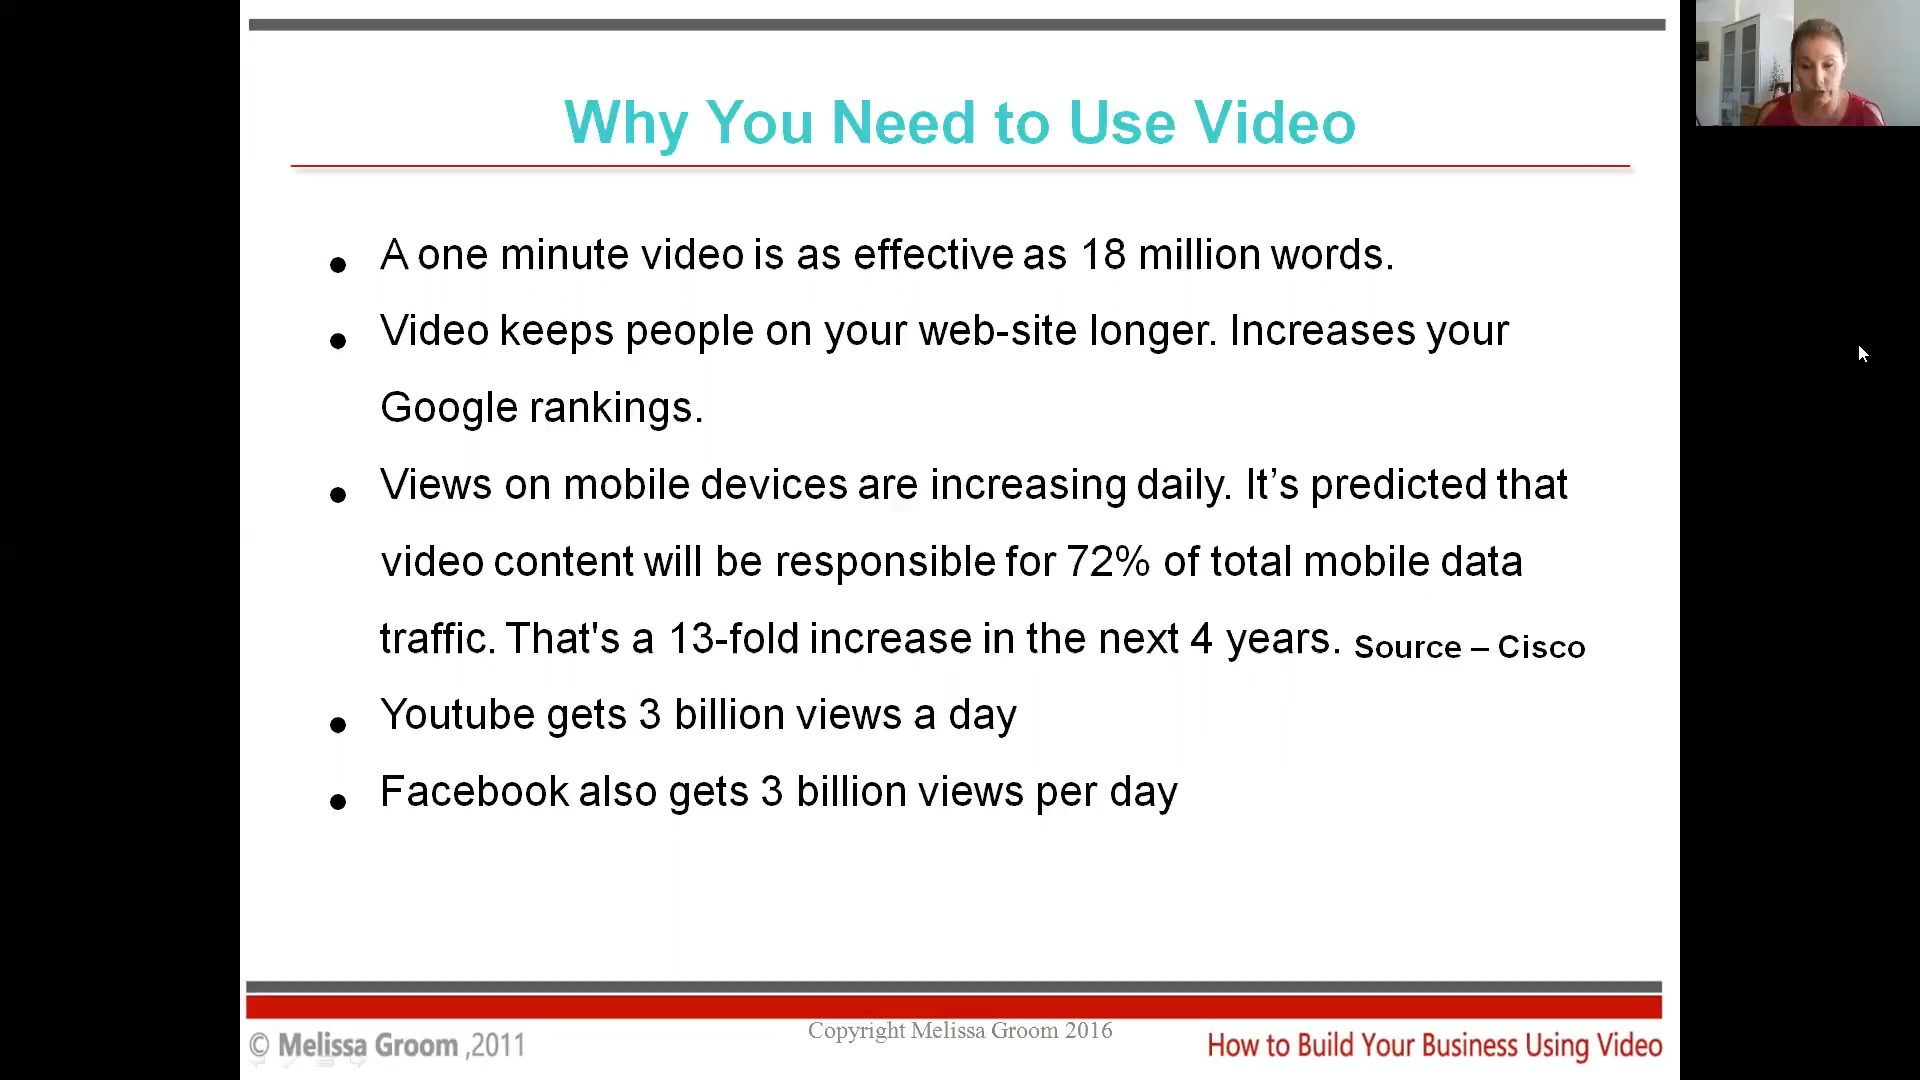 Why You Need to Use Video
A one minute video is as effective as 18 million words.
Video keeps people on your web-site longer. Increases your
Google rankings.
Views on mobile devices are increasing daily. It’s predicted that
video content will be responsible for 72% of total mobile data
traffic. That's a 13-fold increase in the next 4 years. Source – Cisco
Youtube gets 3 billion views a day
Facebook also gets 3 billion views per day
© Melissa Groom ,2011
Copyright Melissa Groom 2016
How to Build Your Business Using Video